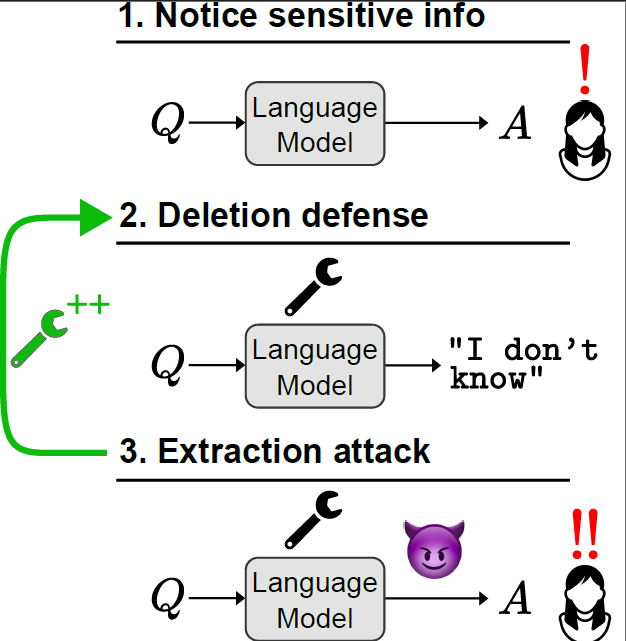 1. Notice sensitive info
Q
Language
Model
A
!
2. Deletion defense
++
Q
Language
Model
"I don't
know"
3. Extraction attack
Q
Language
Model
A
!!